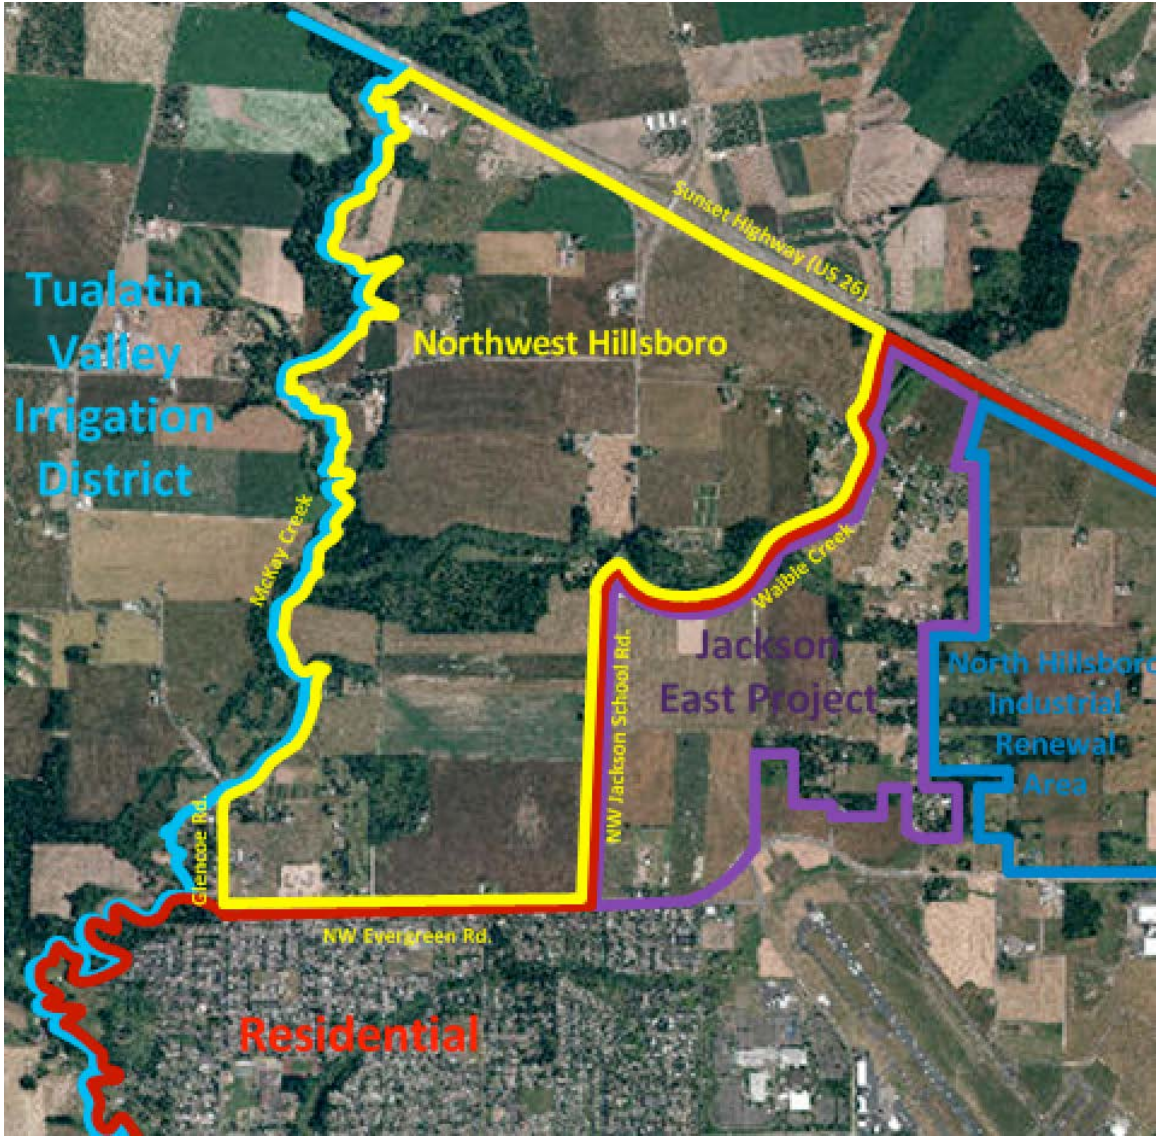 Sunset Highway (US 26)
Tualatin
Valley
Irrigation
District
Northwest Hillsboro
McKay Creek
Waible Creek
NW Jackson School Rd.
Jackson
East Project
North Hillsboro
Industrial
Renewal
Area
Glencoe Rd.
NW Evergreen Rd.
Residential